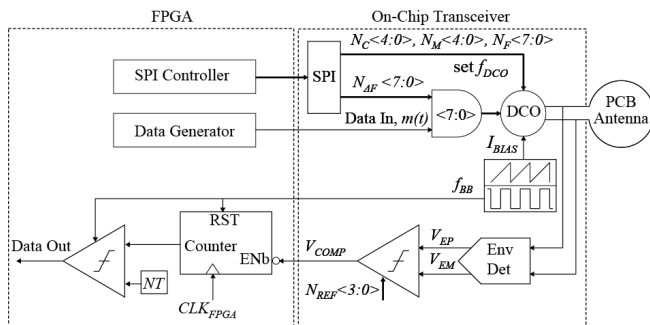 FPGA
On-Chip Transceiver
N_C<4:0>, N_M<4:0>, N_F<7:0>
SPI Controller
SPI
set f_DCO
N_ΔF <7:0>
PCB
Antenna
<7:0>
DCO
Data Generator
Data In, m(t)
I_BIAS
f_BB
RST
Data Out
Counter
V_COMP
V_EP
Env
Det
ENb
V_EM
NT
CLK_FPGA
N_REF<3:0>